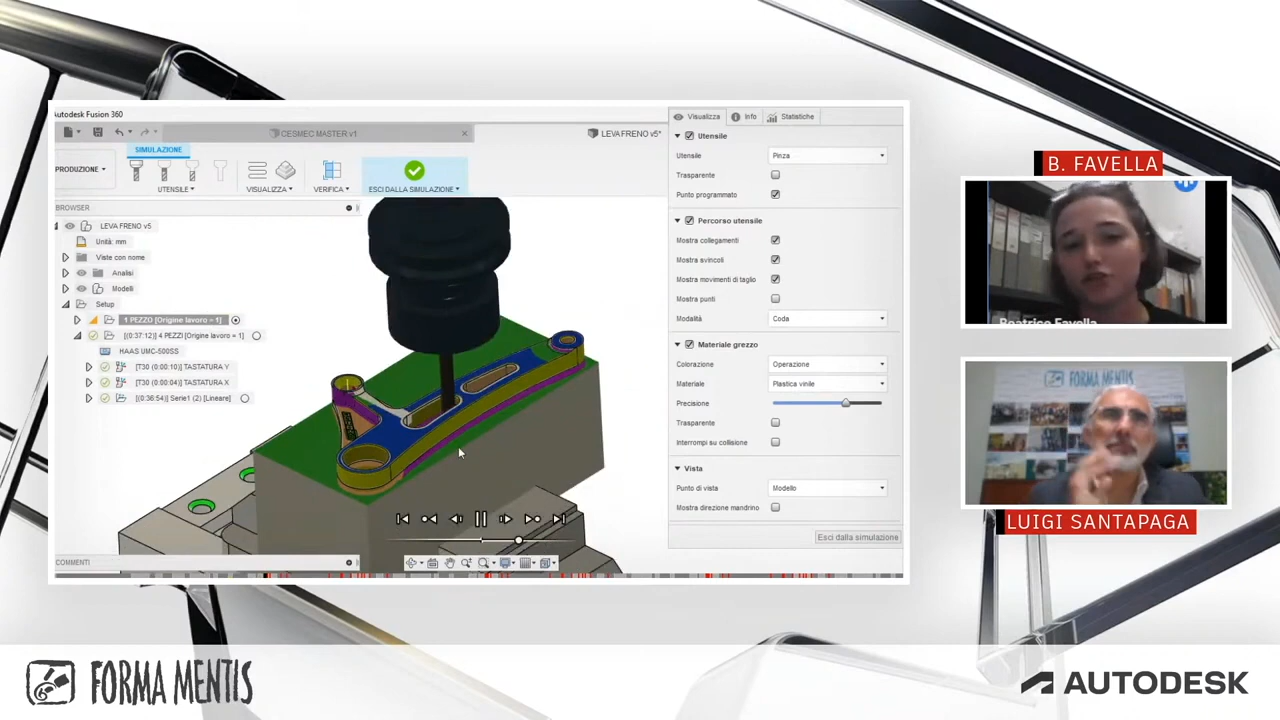 Autodesk Fusion 360
CESMEC MASTER v1
LEVA FRENO v5*
SIMULAZIONE
PRODUZIONE
UTENSILE
VISUALIZZA
VERIFICA
ESCI DALLA SIMULAZIONE
BROWSER
LEVA FRENO v5
Unità: mm
Viste con nome
Analisi
Modelli
Setup
1 PEZZO [Origine lavoro = 1]
[(0:37:12)] 4 PEZZI [Origine lavoro = 1]
HAAS UMC-500SS
[T30 (0:00:10)] TASTATURA Y
[T30 (0:00:04)] TASTATURA X
[(0:36:54)] Serie1 (2) [Lineare]
COMMENTI
Visualizza Info Statistiche
Utensile
Utensile Pinza
Trasparente
Punto programmato
Percorso utensile
Mostra collegamenti
Mostra svincoli
Mostra movimenti di taglio
Mostra punti
Modalità Coda
Materiale grezzo
Colorazione Operazione
Materiale Plastica vinile
Precisione
Trasparente
Interrompi su collisione
Vista
Punto di vista Modello
Mostra direzione mandrino
Esci dalla simulazione
B. FAVELLA
Beatrice Favella
FORMA MENTIS
LUIGI SANTAPAGA
FORMA MENTIS
AUTODESK